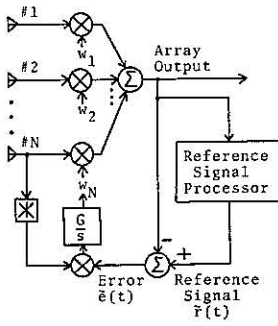 #1
w1
Array
Output
#2
w2
Σ
#N
wN
Reference
Signal
Processor
*
G
s
−
+
Σ
Error
ẽ(t)
Reference
Signal
r̃(t)